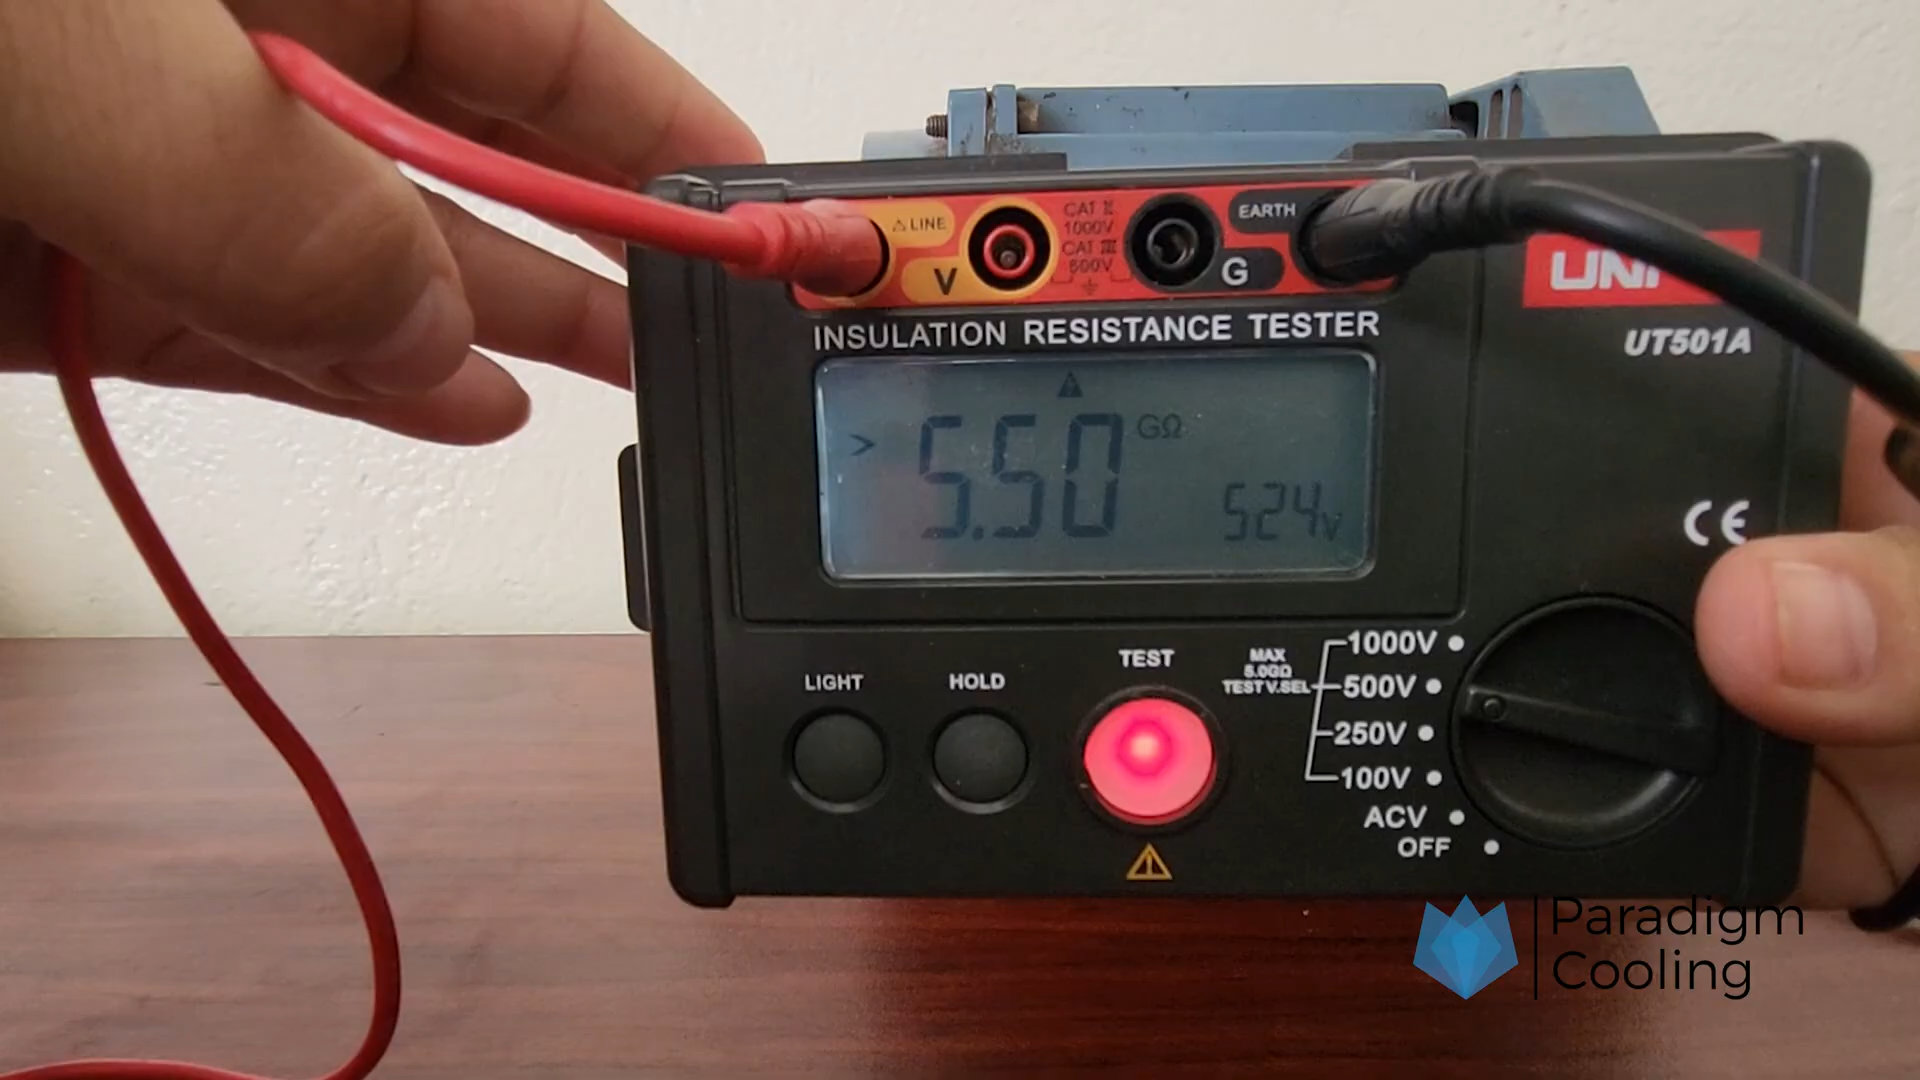 LINE
V
CAT II
1000V
CAT III
600V
EARTH
G
UNI
UT501A
INSULATION RESISTANCE TESTER
> 5.50 GΩ
524V
CE
LIGHT
HOLD
TEST
MAX
5.0GΩ
TEST V.SEL
1000V
500V
250V
100V
ACV
OFF
Paradigm
Cooling